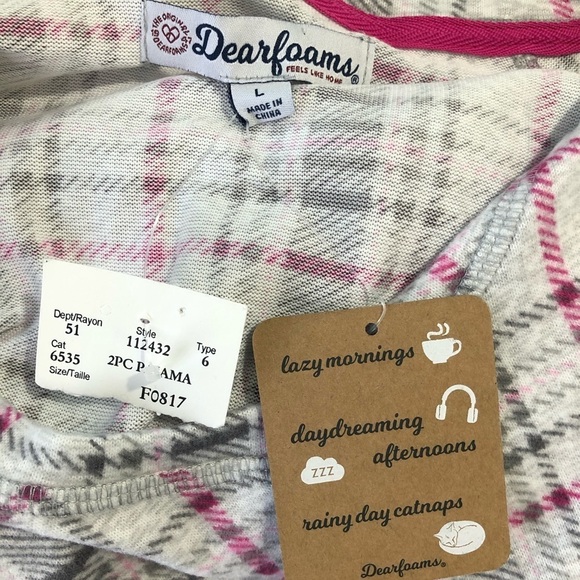 THE ORIGINAL
DEARFOAMS
Dearfoams®
FEELS LIKE HOME
L
MADE IN
CHINA
Dept/Rayon Style Type
51 112432 6
Cat
6535 2PC AMA
Size/Taille F0817
lazy mornings
daydreaming
afternoons
zzz
rainy day catnaps
Dearfoams®